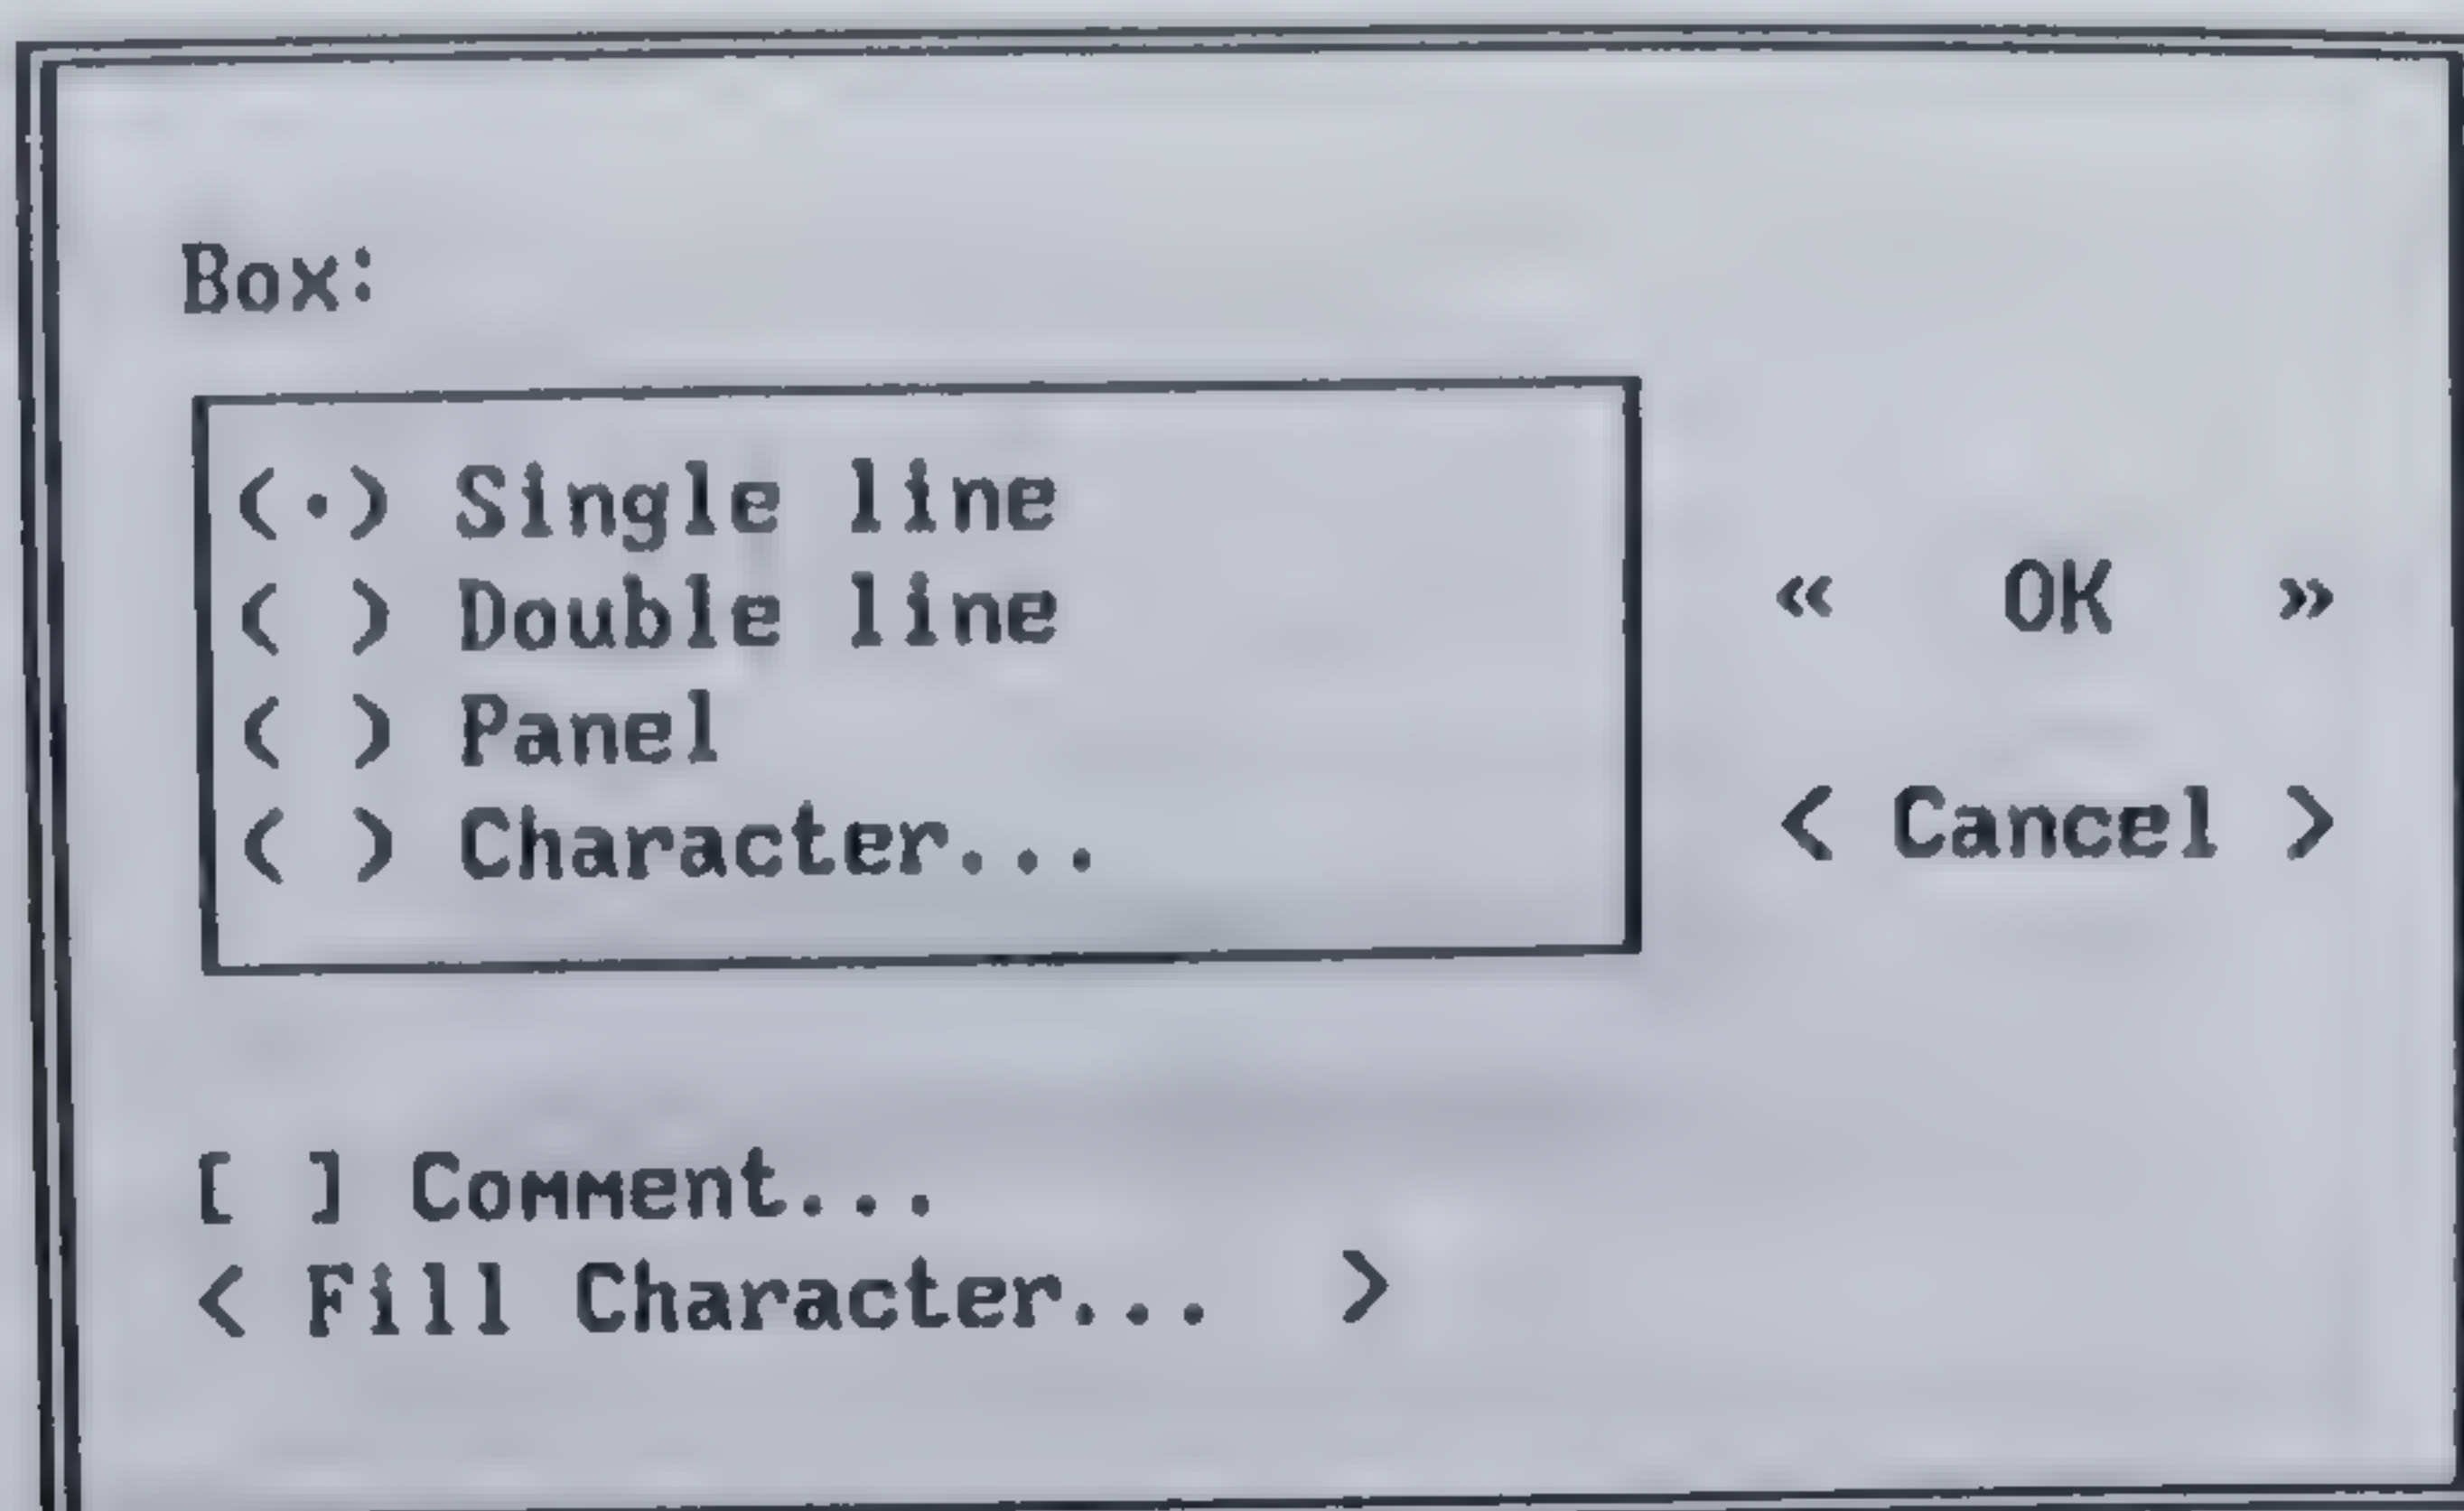 Box:
(·) Single line
( ) Double line
( ) Panel
( ) Character...
« OK »
< Cancel >
[ ] Comment...
< Fill Character... >